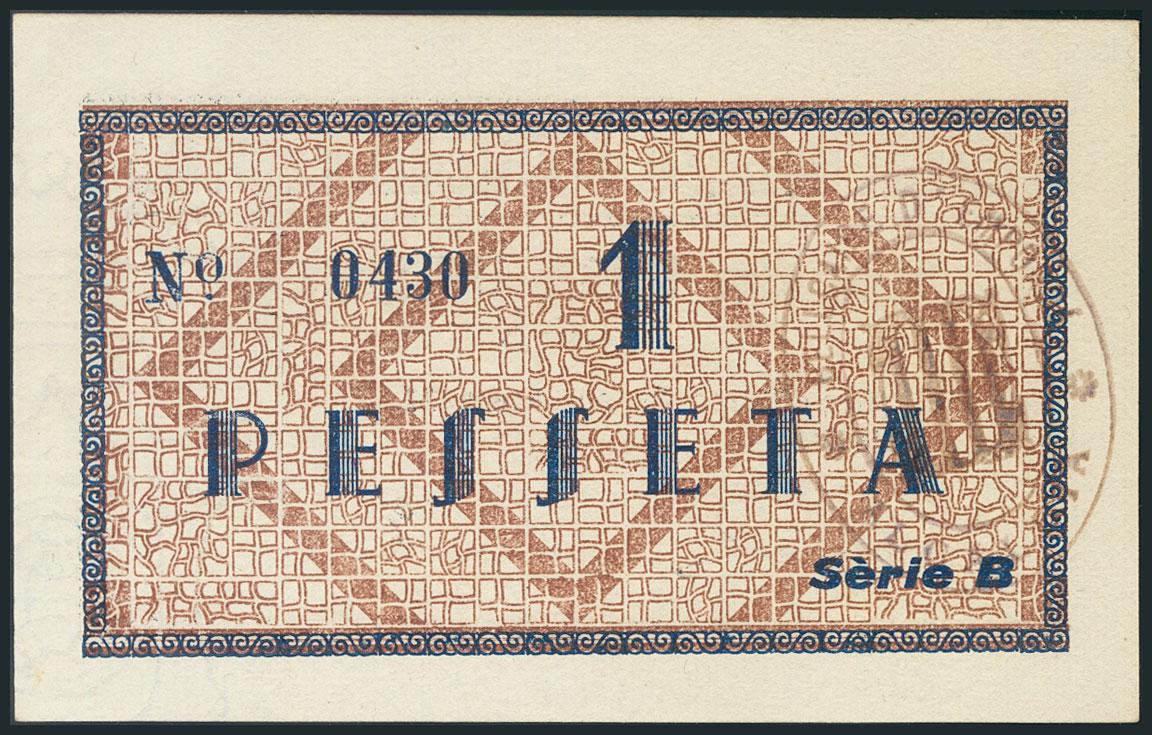 Nº 0430 1
PESSETA
Sèrie B